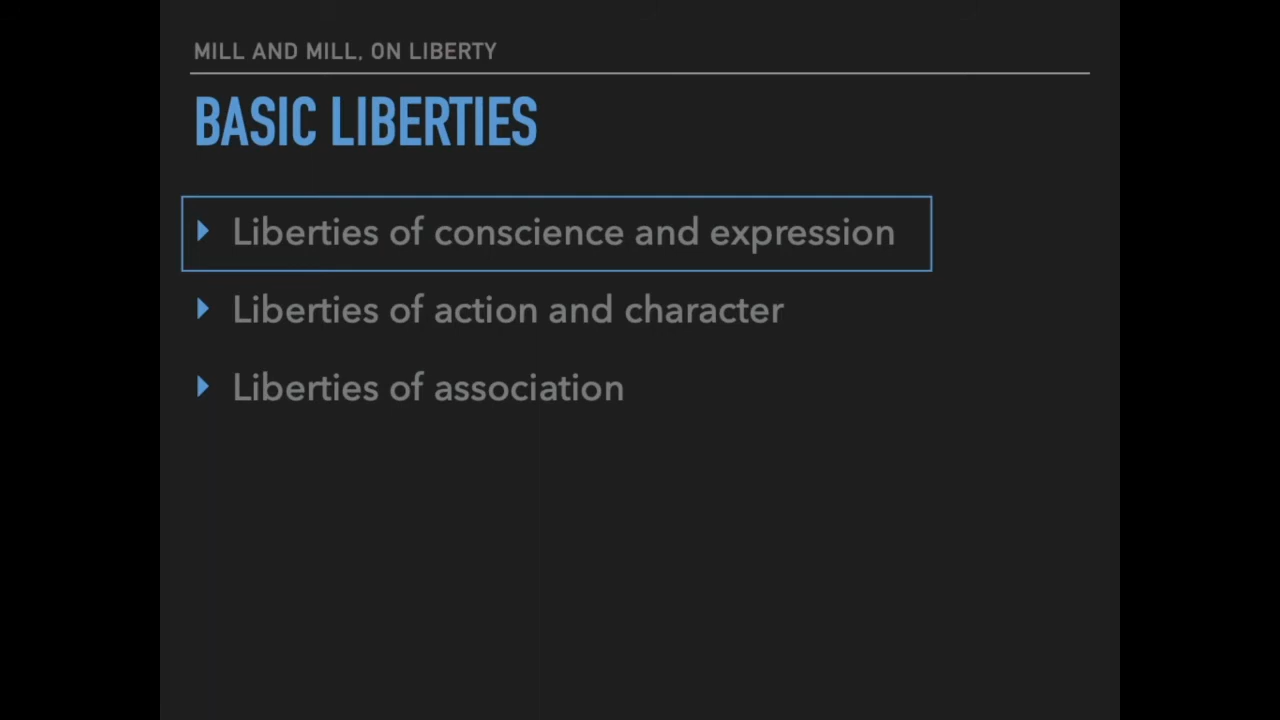 MILL AND MILL, ON LIBERTY
BASIC LIBERTIES
Liberties of conscience and expression
Liberties of action and character
Liberties of association